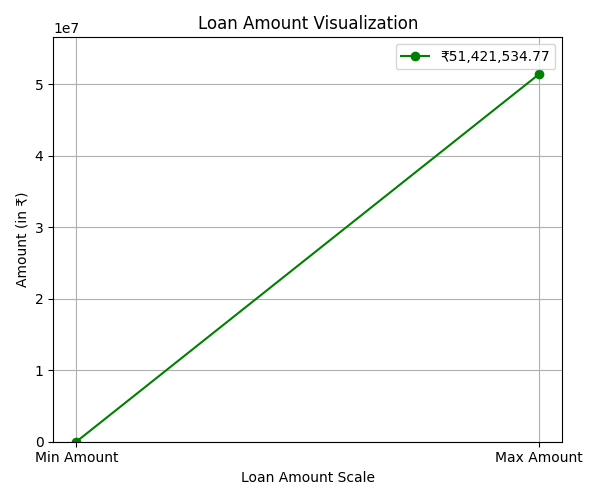 Loan Amount Visualization
1e7
₹51,421,534.77
5
4
3
2
1
0
Amount (in ₹)
Min Amount
Max Amount
Loan Amount Scale